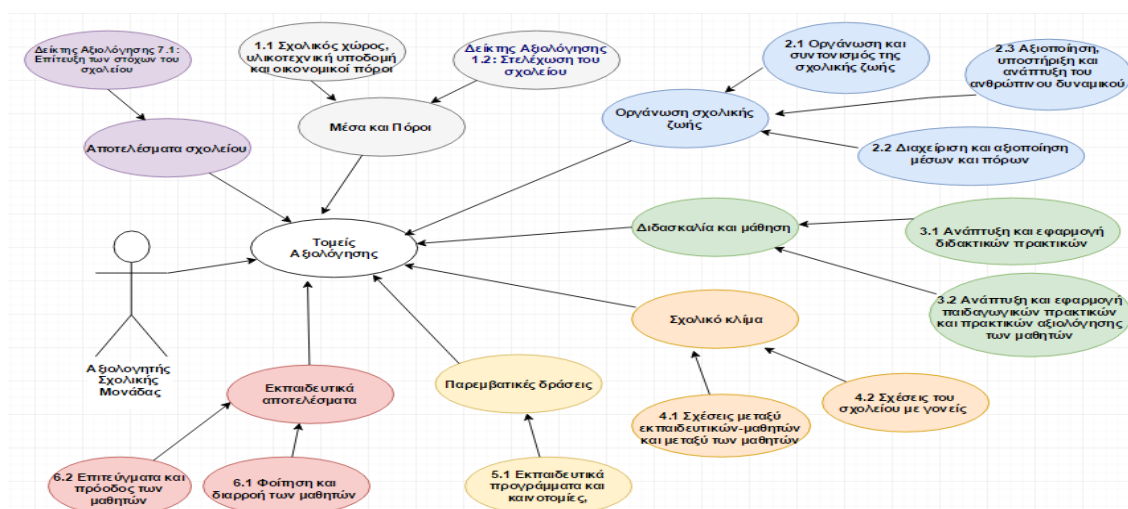 Δείκτης Αξιολόγησης 7.1:
Επίτευξη των στόχων του
σχολείου
1.1 Σχολικός χώρος,
υλικοτεχνική υποδομή
και οικονομικοί πόροι
Δείκτης Αξιολόγησης
1.2: Στελέχωση του
σχολείου
2.1 Οργάνωση και
συντονισμός της
σχολικής ζωής
2.3 Αξιοποίηση,
υποστήριξη και
ανάπτυξη του
ανθρώπινου δυναμικού
Αποτελέσματα σχολείου
Μέσα και Πόροι
Οργάνωση σχολικής
ζωής
2.2 Διαχείριση και αξιοποίηση
μέσων και πόρων
Τομείς
Αξιολόγησης
Διδασκαλία και μάθηση
3.1 Ανάπτυξη και εφαρμογή
διδακτικών πρακτικών
3.2 Ανάπτυξη και εφαρμογή
παιδαγωγικών πρακτικών
και πρακτικών αξιολόγησης
των μαθητών
Σχολικό κλίμα
Αξιολογητής
Σχολικής
Μονάδας
Εκπαιδευτικά
αποτελέσματα
Παρεμβατικές δράσεις
4.1 Σχέσεις μεταξύ
εκπαιδευτικών-μαθητών
και μεταξύ των μαθητών
4.2 Σχέσεις του
σχολείου με γονείς
6.2 Επιτεύγματα και
πρόοδος των
μαθητών
6.1 Φοίτηση και
διαρροή των μαθητών
5.1 Εκπαιδευτικά
προγράμματα και
καινοτομίες,